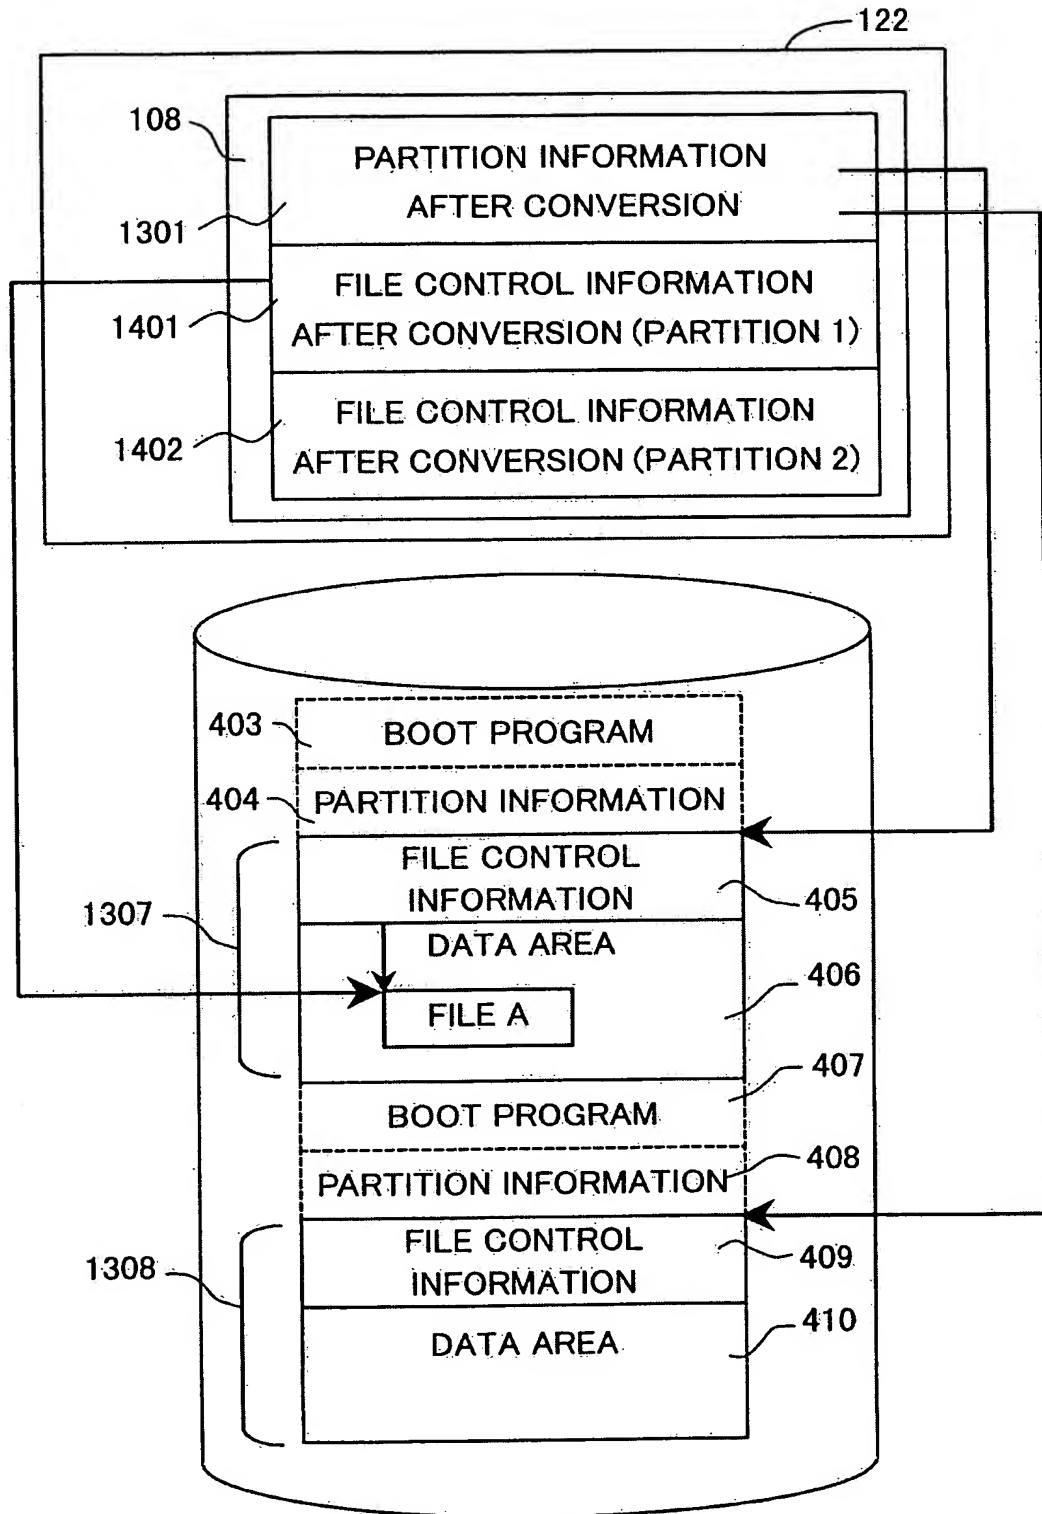 122
108
PARTITION INFORMATION
AFTER CONVERSION
1301
FILE CONTROL INFORMATION
AFTER CONVERSION (PARTITION 1)
1401
FILE CONTROL INFORMATION
AFTER CONVERSION (PARTITION 2)
1402
403
BOOT PROGRAM
404
PARTITION INFORMATION
FILE CONTROL
INFORMATION
405
1307
DATA AREA
406
FILE A
407
BOOT PROGRAM
408
PARTITION INFORMATION
FILE CONTROL
INFORMATION
409
1308
410
DATA AREA